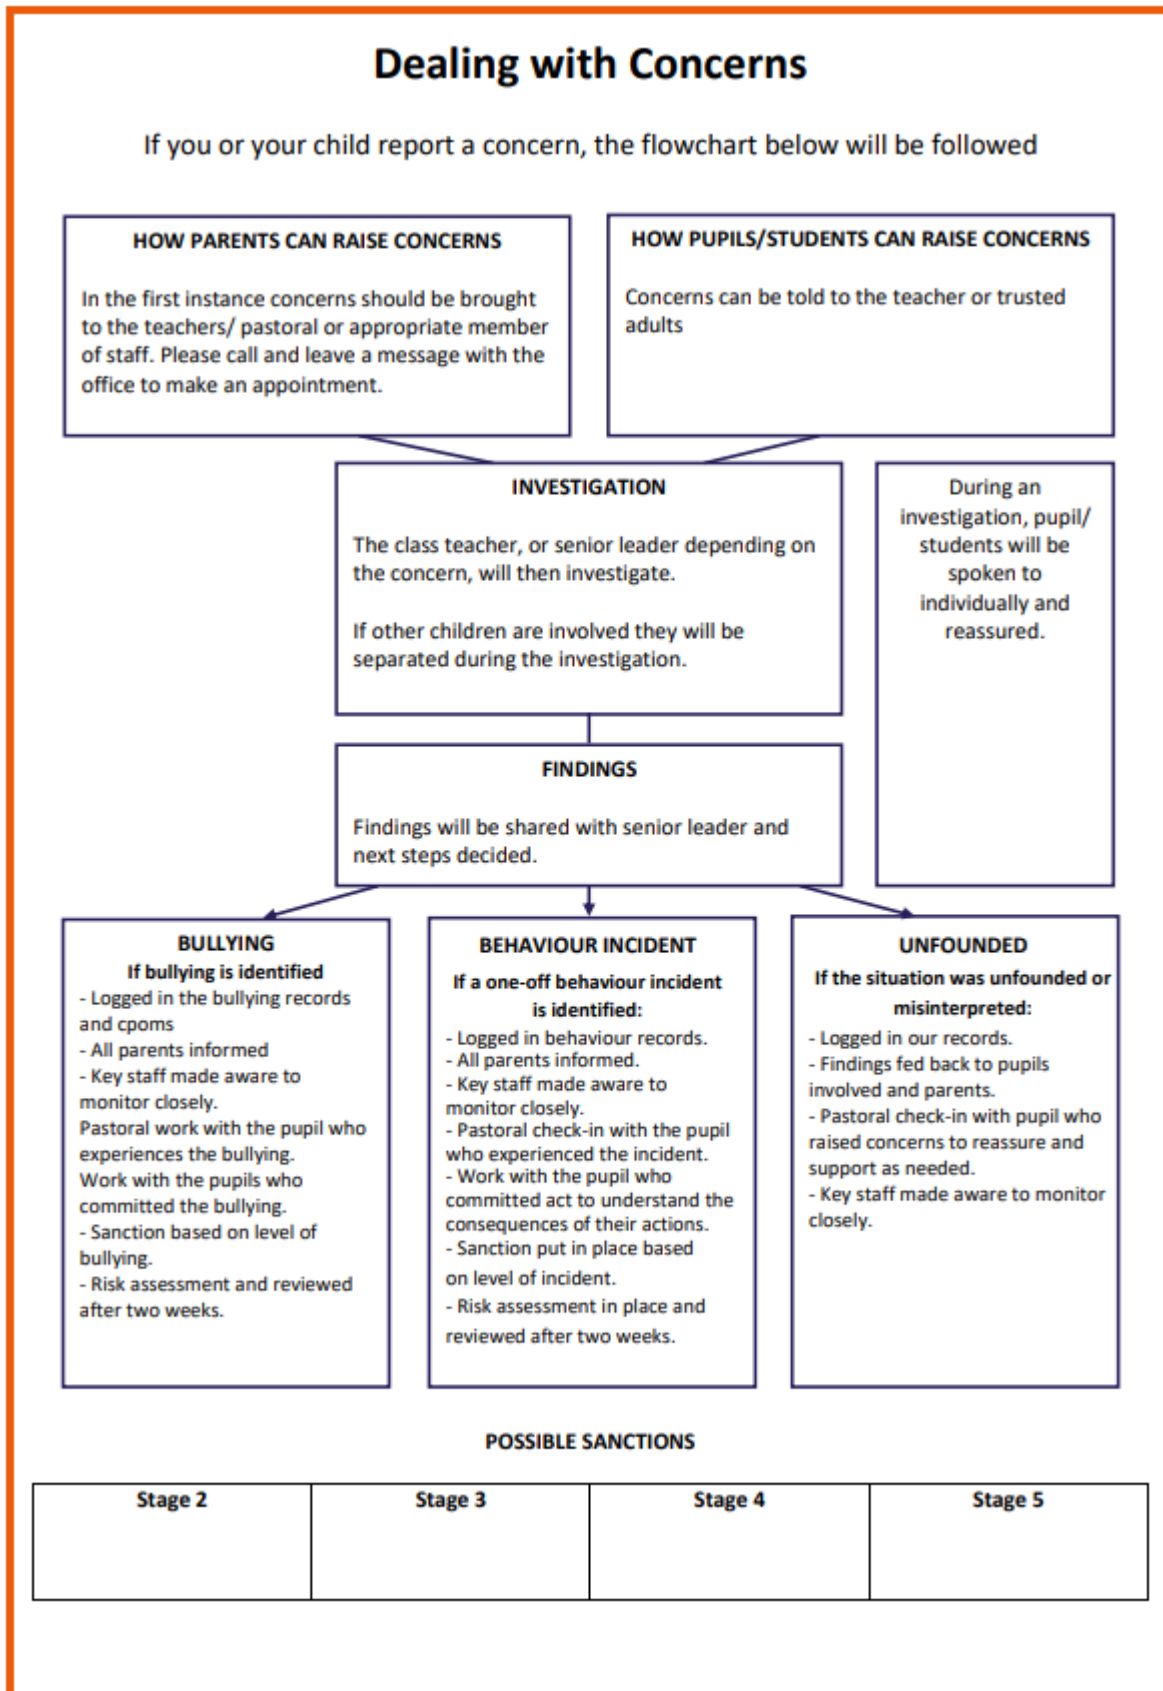 Dealing with Concerns
If you or your child report a concern, the flowchart below will be followed
HOW PARENTS CAN RAISE CONCERNS
In the first instance concerns should be brought
to the teachers/ pastoral or appropriate member
of staff. Please call and leave a message with the
office to make an appointment.
HOW PUPILS/STUDENTS CAN RAISE CONCERNS
Concerns can be told to the teacher or trusted
adults
INVESTIGATION
The class teacher, or senior leader depending on
the concern, will then investigate.
If other children are involved they will be
separated during the investigation.
During an
investigation, pupil/
students will be
spoken to
individually and
reassured.
FINDINGS
Findings will be shared with senior leader and
next steps decided.
BULLYING
If bullying is identified
- Logged in the bullying records
and cpoms
- All parents informed
- Key staff made aware to
monitor closely.
Pastoral work with the pupil who
experiences the bullying.
Work with the pupils who
committed the bullying.
- Sanction based on level of
bullying.
- Risk assessment and reviewed
after two weeks.
BEHAVIOUR INCIDENT
If a one-off behaviour incident
is identified:
- Logged in behaviour records.
- All parents informed.
- Key staff made aware to
monitor closely.
- Pastoral check-in with the pupil
who experienced the incident.
- Work with the pupil who
committed act to understand the
consequences of their actions.
- Sanction put in place based
on level of incident.
- Risk assessment in place and
reviewed after two weeks.
UNFOUNDED
If the situation was unfounded or
misinterpreted:
- Logged in our records.
- Findings fed back to pupils
involved and parents.
- Pastoral check-in with pupil who
raised concerns to reassure and
support as needed.
- Key staff made aware to monitor
closely.
POSSIBLE SANCTIONS
Stage 2
Stage 3
Stage 4
Stage 5